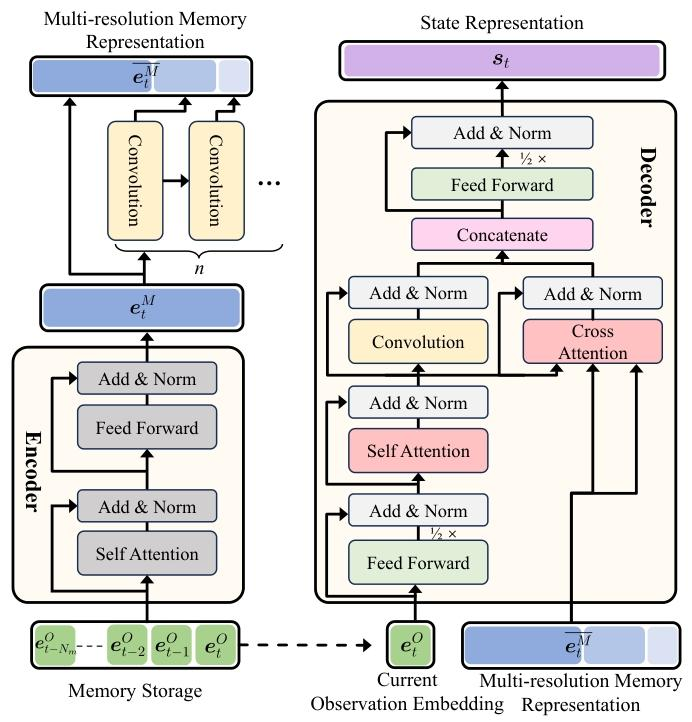 Multi-resolution Memory
Representation
$\overline{e_t^M}$
Convolution
Convolution
...
n
$e_t^M$
Encoder
Add & Norm
Feed Forward
Add & Norm
Self Attention
$e_{t-N_m}^O$ ---- $e_{t-2}^O$ $e_{t-1}^O$ $e_t^O$
Memory Storage
State Representation
$s_t$
Decoder
Add & Norm
½ ×
Feed Forward
Concatenate
Add & Norm
Convolution
Add & Norm
Cross
Attention
Add & Norm
Self Attention
Add & Norm
½ ×
Feed Forward
$e_t^O$
Current
Observation Embedding
$\overline{e_t^M}$
Multi-resolution Memory
Representation